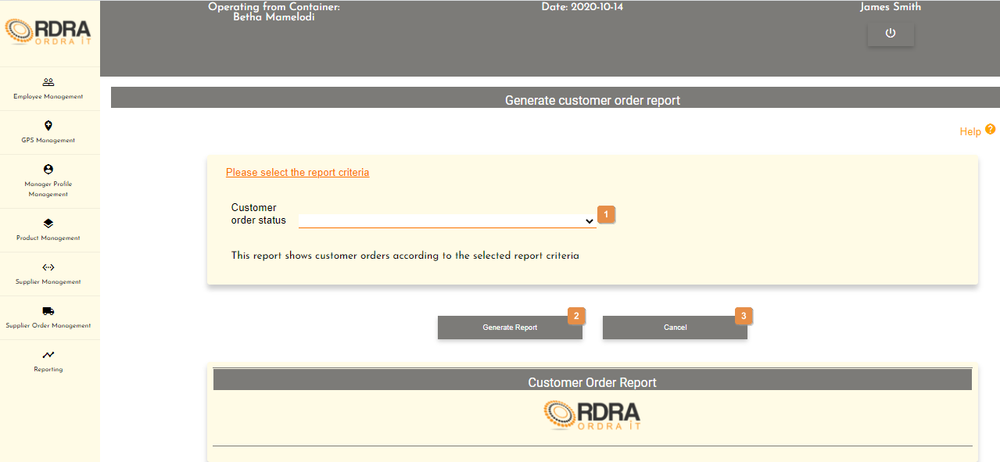 Operating from Container:
Betha Mamelodi
Date: 2020-10-14
James Smith
RDRA
ORDRA IT
Employee Management
GPS Management
Manager Profile
Management
Product Management
Supplier Management
Supplier Order Management
Reporting
Generate customer order report
Help ?
Please select the report criteria
Customer
order status
1
This report shows customer orders according to the selected report criteria
2
3
Generate Report
Cancel
Customer Order Report
RDRA
ORDRA IT